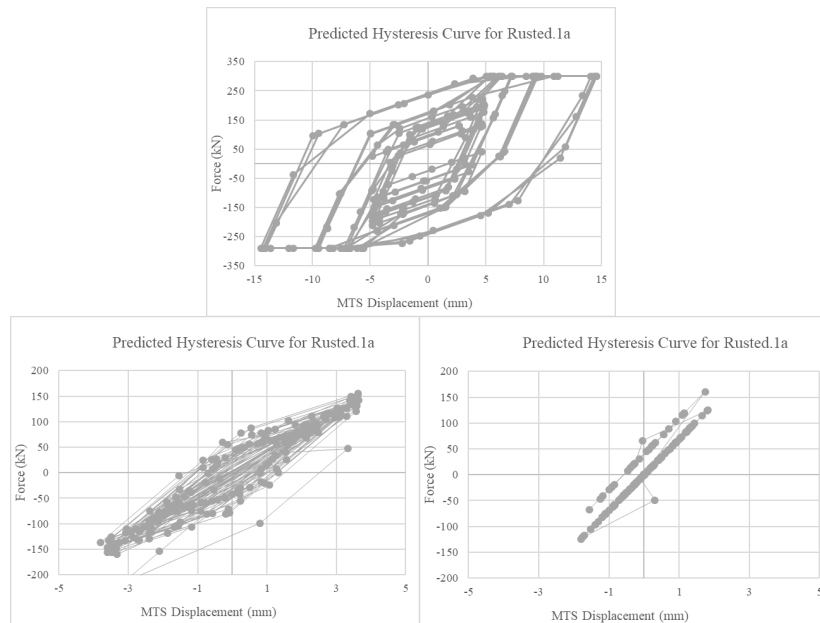 Predicted Hysteresis Curve for Rusted.1a
350
250
150
50
-50
-150
-250
-350
Force (kN)
-15 -10 -5 0 5 10 15
MTS Displacement (mm)
Predicted Hysteresis Curve for Rusted.1a
200
150
100
50
0
-50
-100
-150
-200
Force (kN)
-5 -3 -1 1 3 5
MTS Displacement (mm)
Predicted Hysteresis Curve for Rusted.1a
200
150
100
50
0
-50
-100
-150
-200
Force (kN)
-5 -3 -1 1 3 5
MTS Displacement (mm)